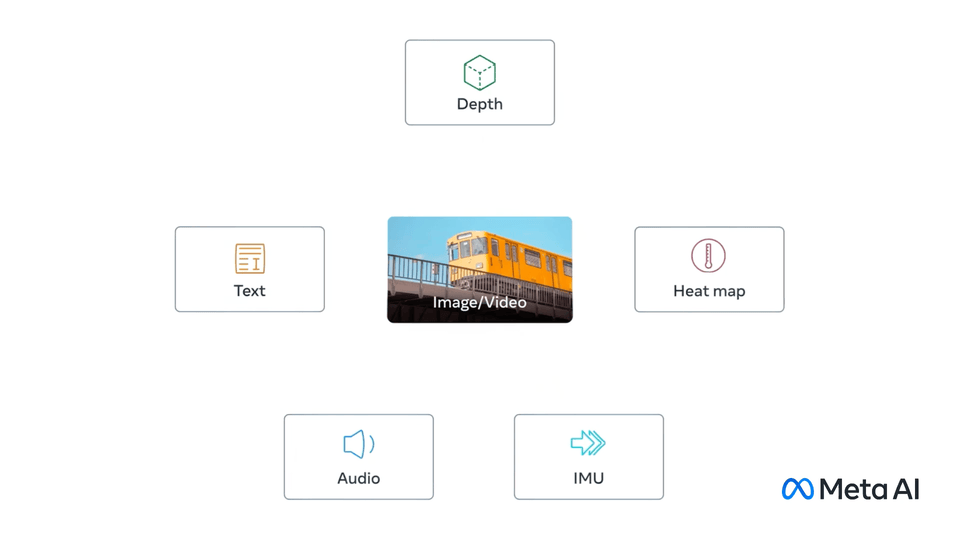 Depth
Text
Image/Video
Heat map
Audio
IMU
Meta AI